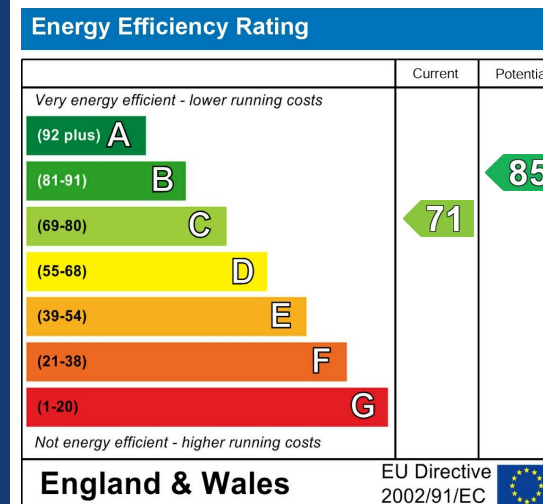 Energy Efficiency Rating
Current Potentia
Very energy efficient - lower running costs
(92 plus) A
(81-91) B
85
(69-80) C
71
(55-68) D
(39-54) E
(21-38) F
(1-20) G
Not energy efficient - higher running costs
England & Wales
EU Directive
2002/91/EC